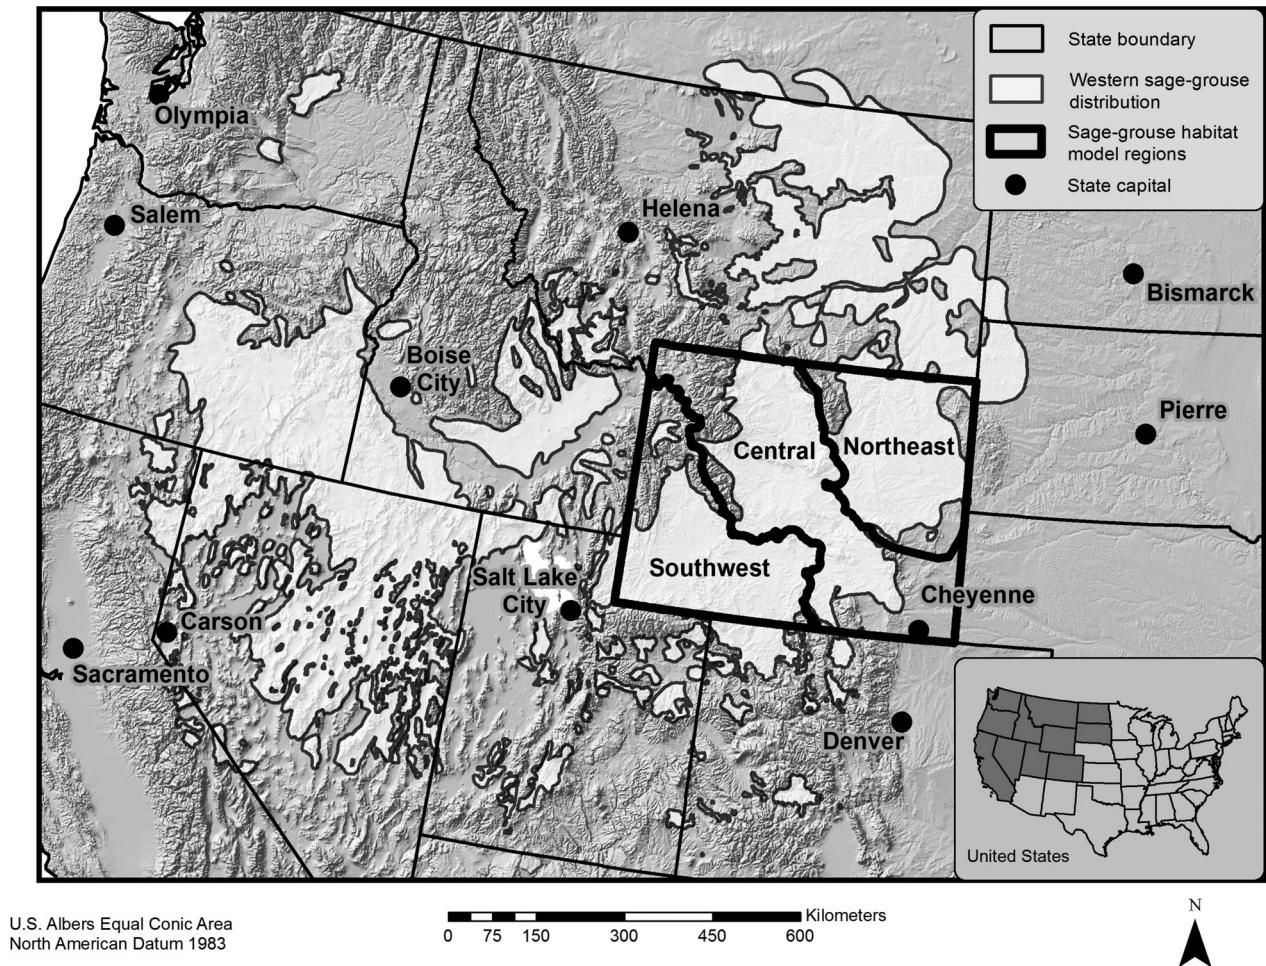 State boundary
Western sage-grouse
distribution
Sage-grouse habitat
model regions
State capital
Olympia
Salem
Helena
Bismarck
Boise
City
Pierre
Central
Northeast
Southwest
Salt Lake
City
Cheyenne
Carson
Sacramento
Denver
United States
U.S. Albers Equal Conic Area
North American Datum 1983
Kilometers
0 75 150 300 450 600
N